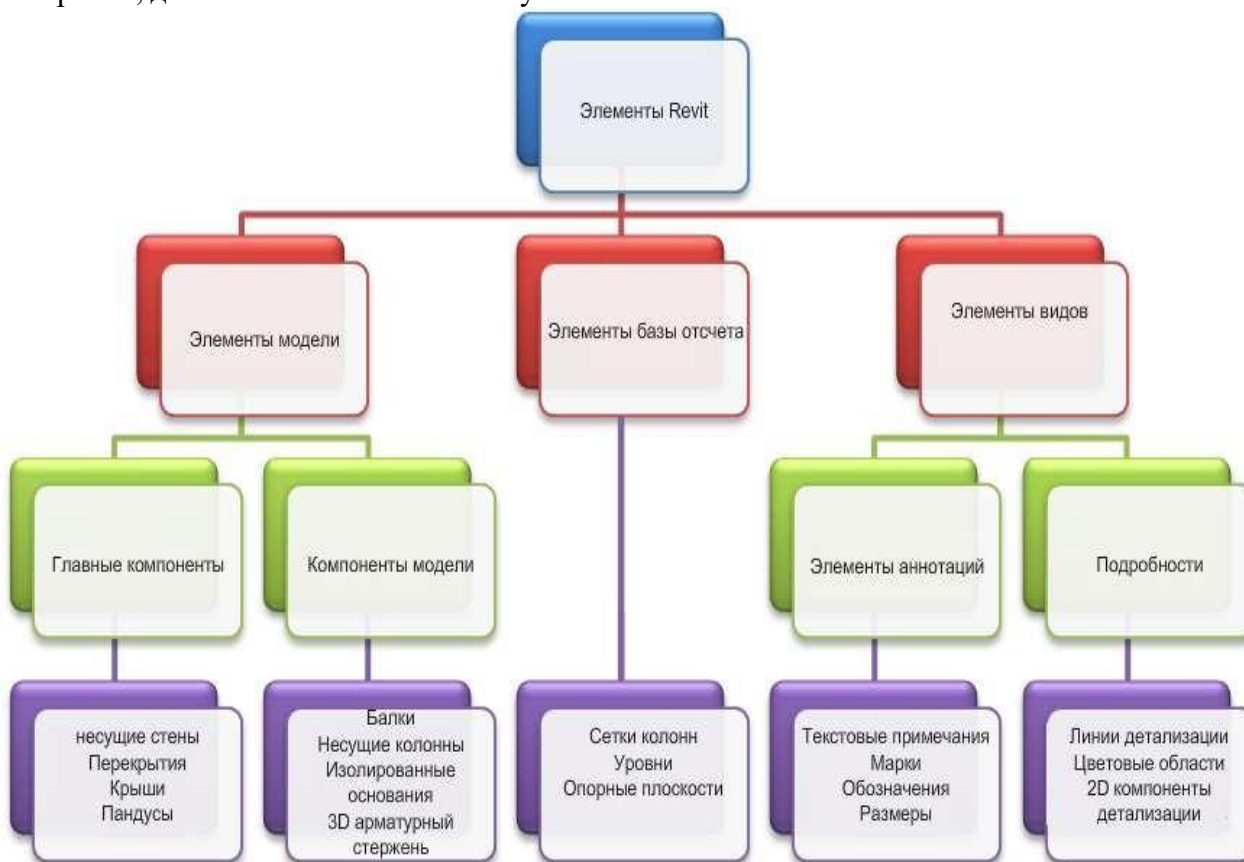 Элементы Revit
Элементы модели
Элементы базы отсчета
Элементы видов
Главные компоненты
Компоненты модели
Элементы аннотаций
Подробности
несущие стены
Перекрытия
Крыши
Пандусы
Балки
Несущие колонны
Изолированные
основания
3D арматурный
стержень
Сетки колонн
Уровни
Опорные плоскости
Текстовые примечания
Марки
Обозначения
Размеры
Линии детализации
Цветовые области
2D компоненты
детализации